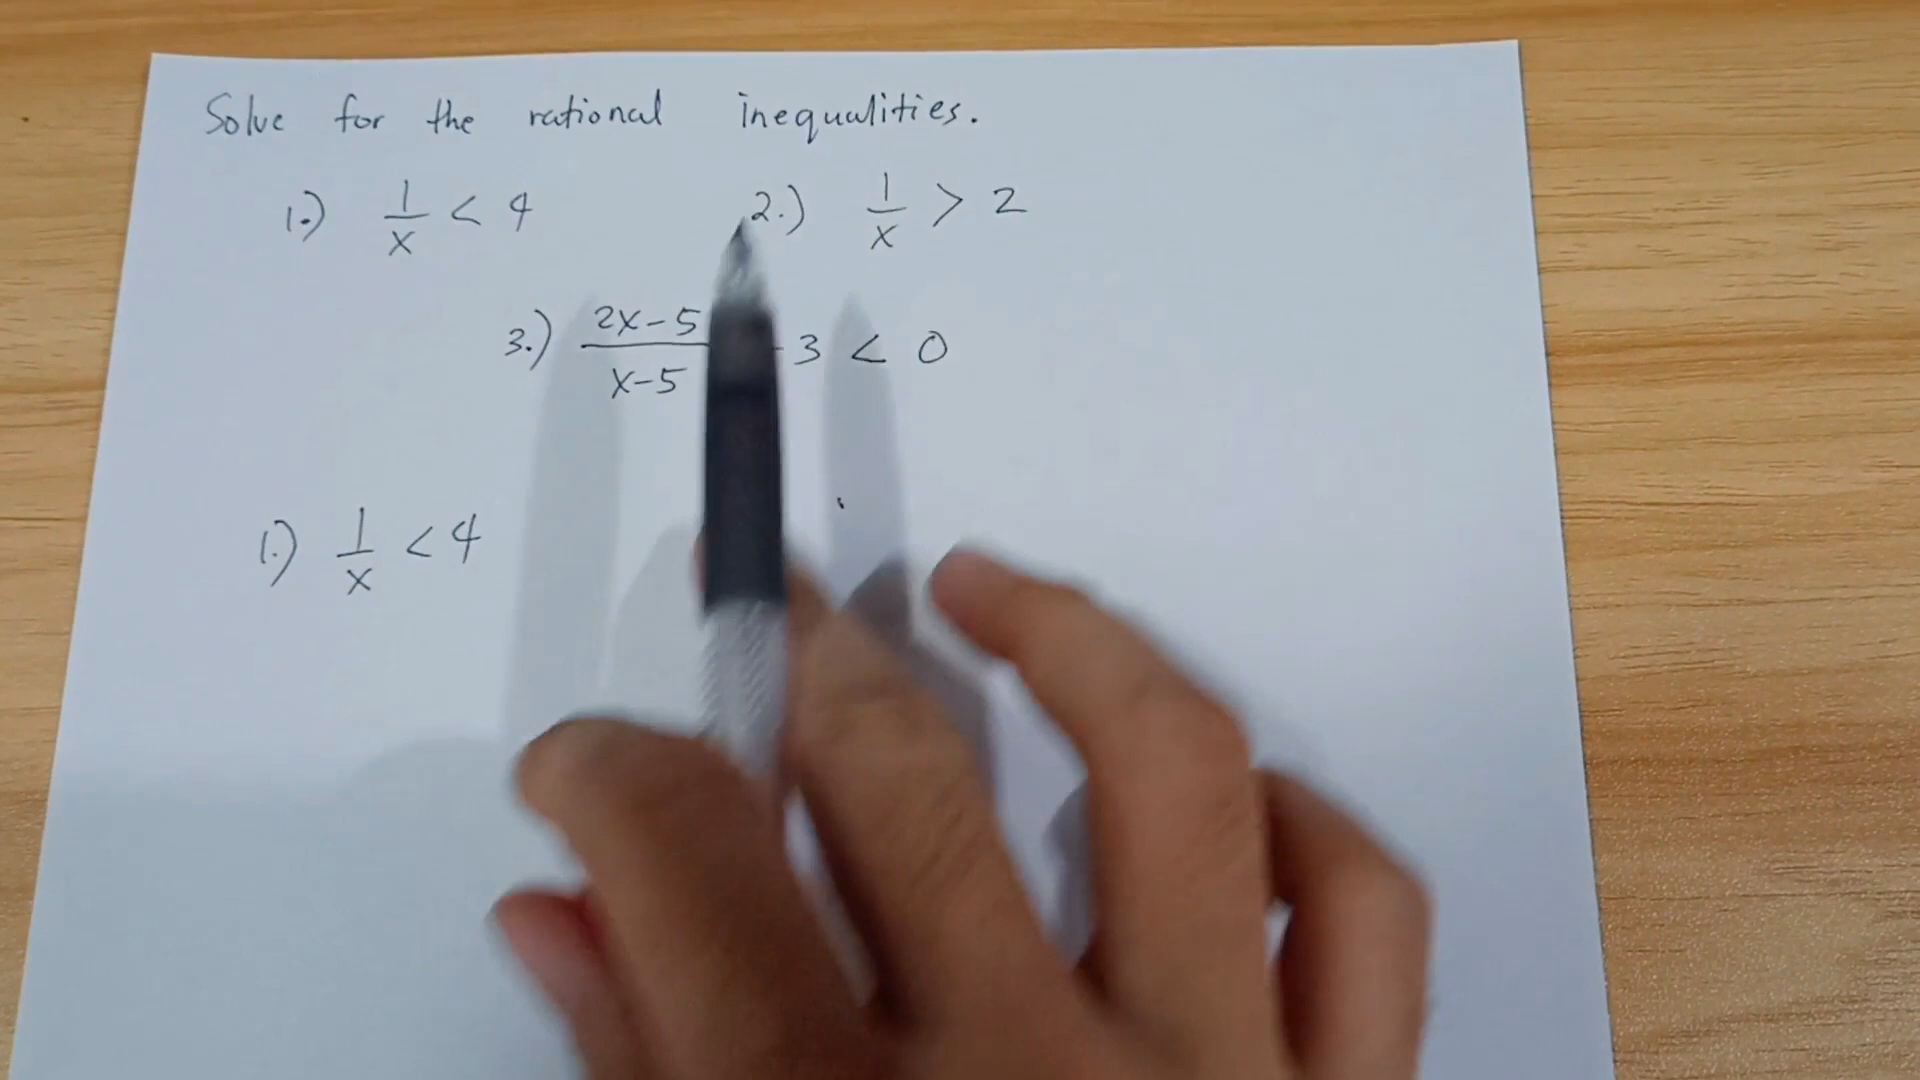 Solve for the rational inequalities.
1.) 1/x < 4 2.) 1/x > 2
3.) 2x-5/x-5 - 3 < 0
1.) 1/x < 4